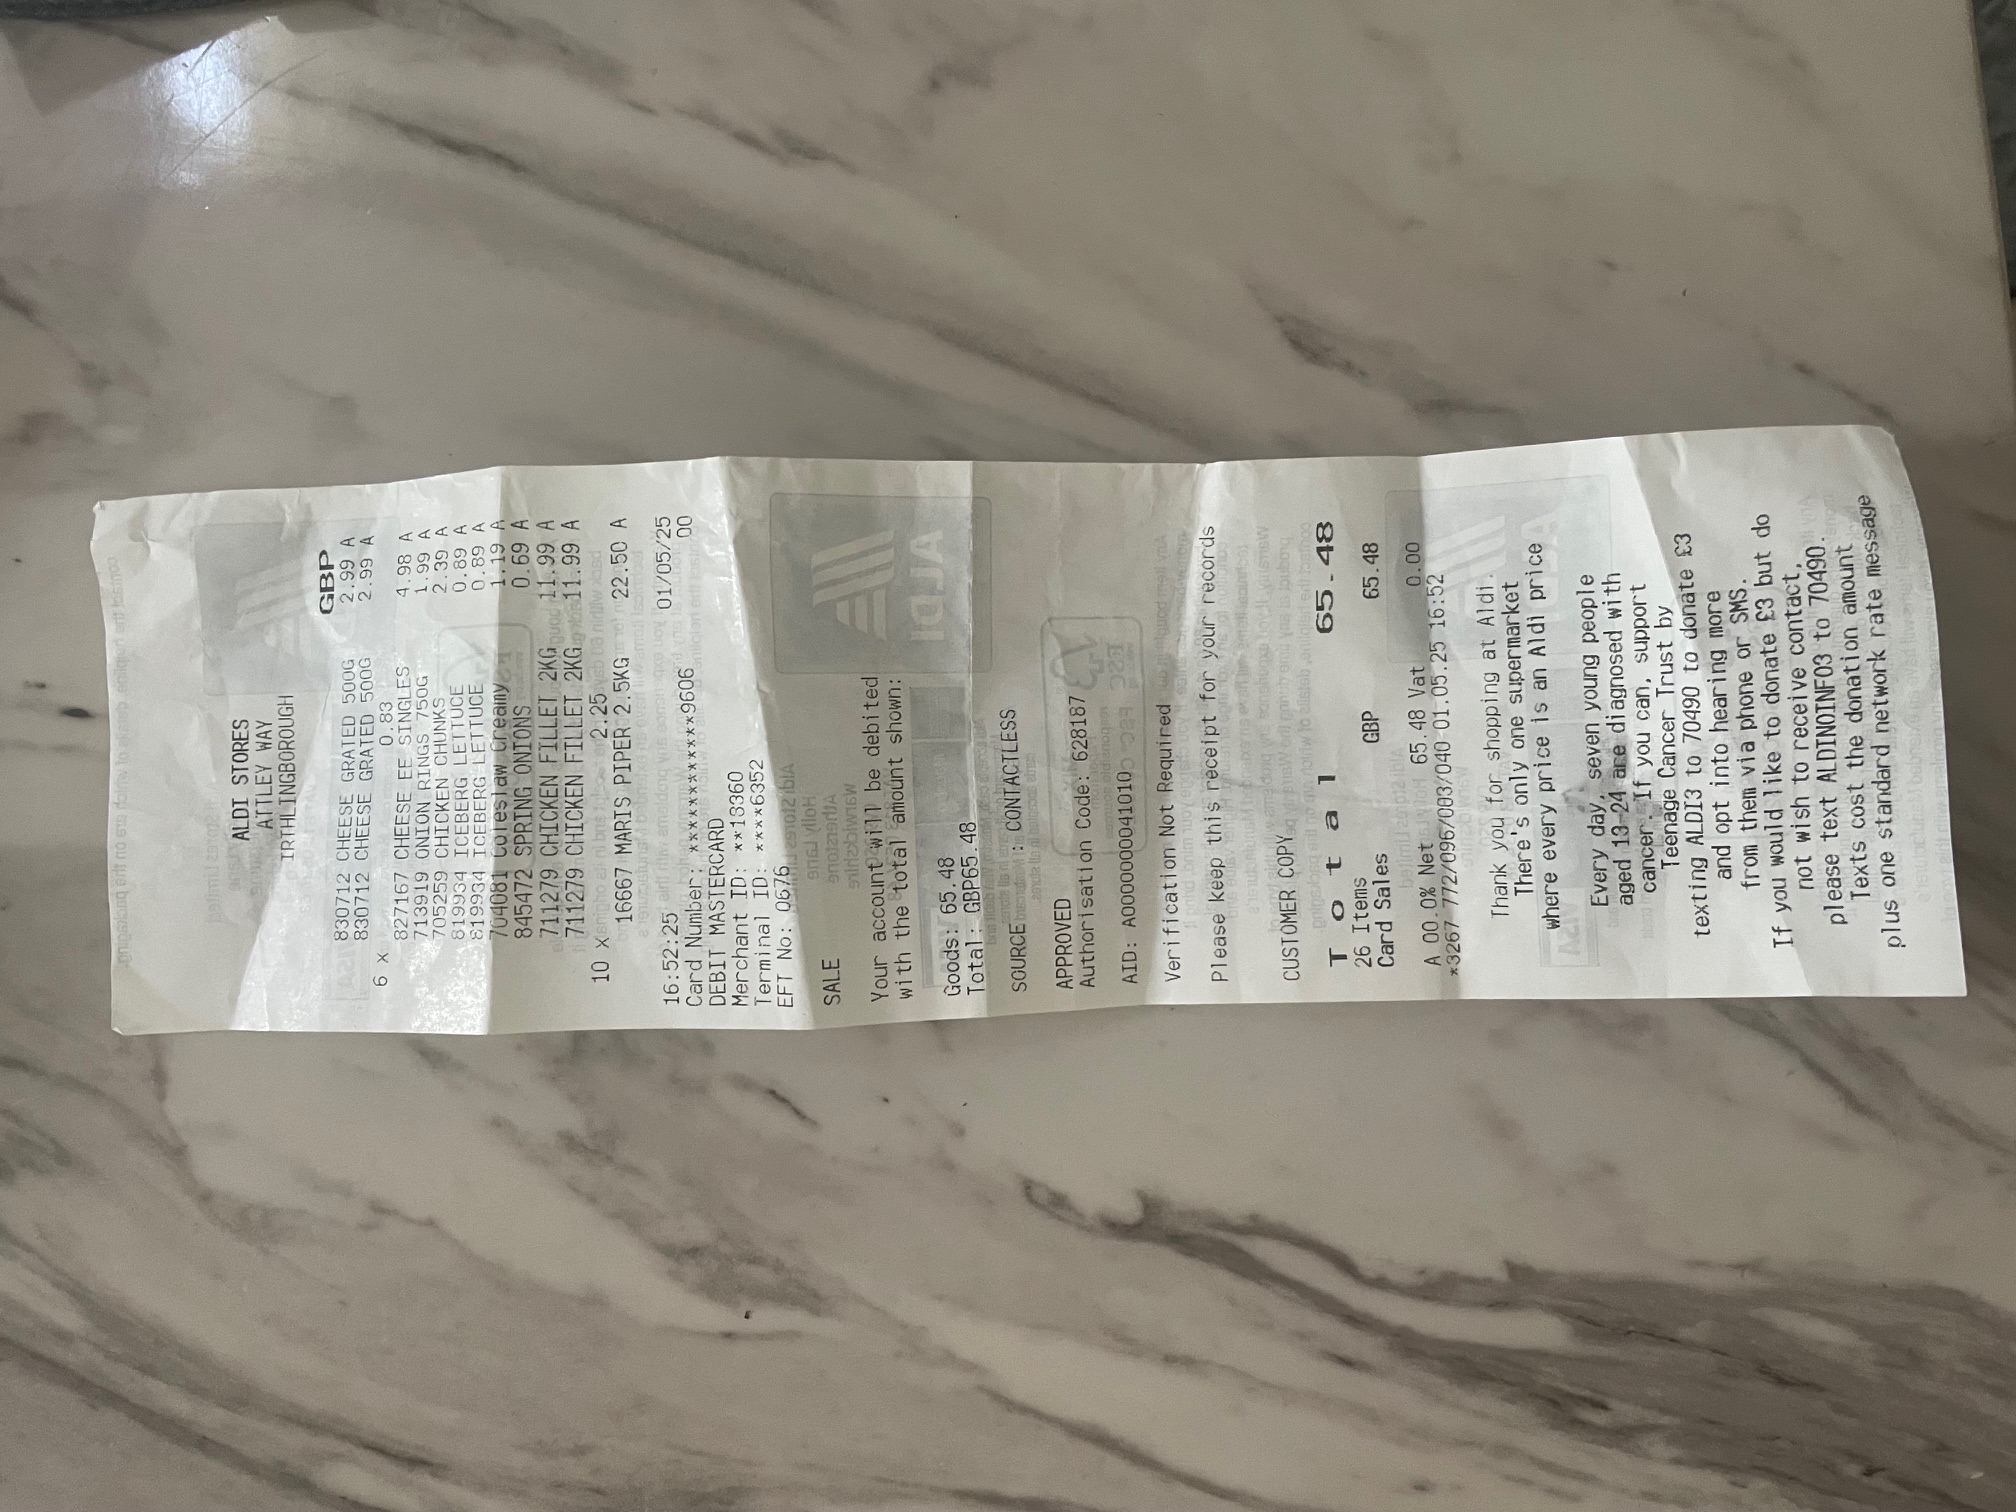 ALDI STORES
ATTLEY WAY
IRTHLINGBOROUGH
GBP
830712 CHEESE GRATED 500G 2.99 A
830712 CHEESE GRATED 500G 2.99 A
6 x 0.83
827167 CHEESE EE SINGLES 4.98 A
713919 ONION RINGS 750G 1.99 A
705259 CHICKEN CHUNKS 2.39 A
819934 ICEBERG LETTUCE 0.89 A
819934 ICEBERG LETTUCE 0.89 A
704081 Coleslaw Creamy 1.19 A
845472 SPRING ONIONS 0.69 A
711279 CHICKEN FILLET 2KG 11.99 A
711279 CHICKEN FILLET 2KG 11.99 A
10 x 2.25
16667 MARIS PIPER 2.5KG 22.50 A
16:52:25 01/05/25
Card Number: ************9606 00
DEBIT MASTERCARD
Merchant ID: **13360
Terminal ID: ****6352
EFT No: 0676
SALE
Your account will be debited
with the total amount shown:
Goods: 65.48
Total: GBP65.48
SOURCE : CONTACTLESS
APPROVED
Authorisation Code: 628187
AID: A0000000041010
Verification Not Required
Please keep this receipt for your records
CUSTOMER COPY
Total 65.48
26 Items
Card Sales GBP 65.48
A 00.0% Net 65.48 Vat 0.00
*3267 772/096/003/040 01.05.25 16:52
Thank you for shopping at Aldi.
There's only one supermarket
where every price is an Aldi price
Every day, seven young people
aged 13-24 are diagnosed with
cancer. If you can, support
Teenage Cancer Trust by
texting ALDI3 to 70490 to donate £3
and opt into hearing more
from them via phone or SMS.
If you would like to donate £3 but do
not wish to receive contact,
please text ALDINOINFO3 to 70490.
Texts cost the donation amount
plus one standard network rate message